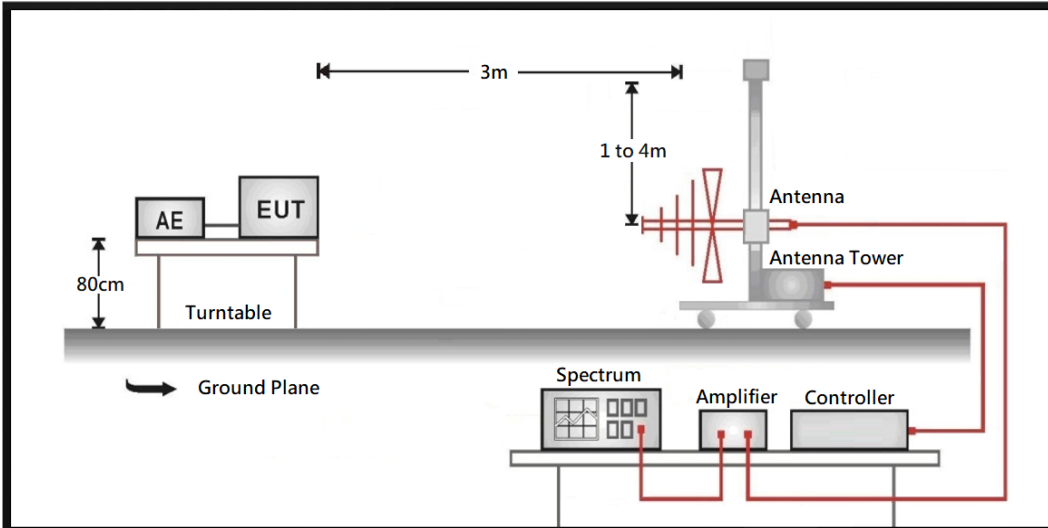 3m
1 to 4m
AE
EUT
Antenna
80cm
Antenna Tower
Turntable
Ground Plane
Spectrum
Amplifier
Controller